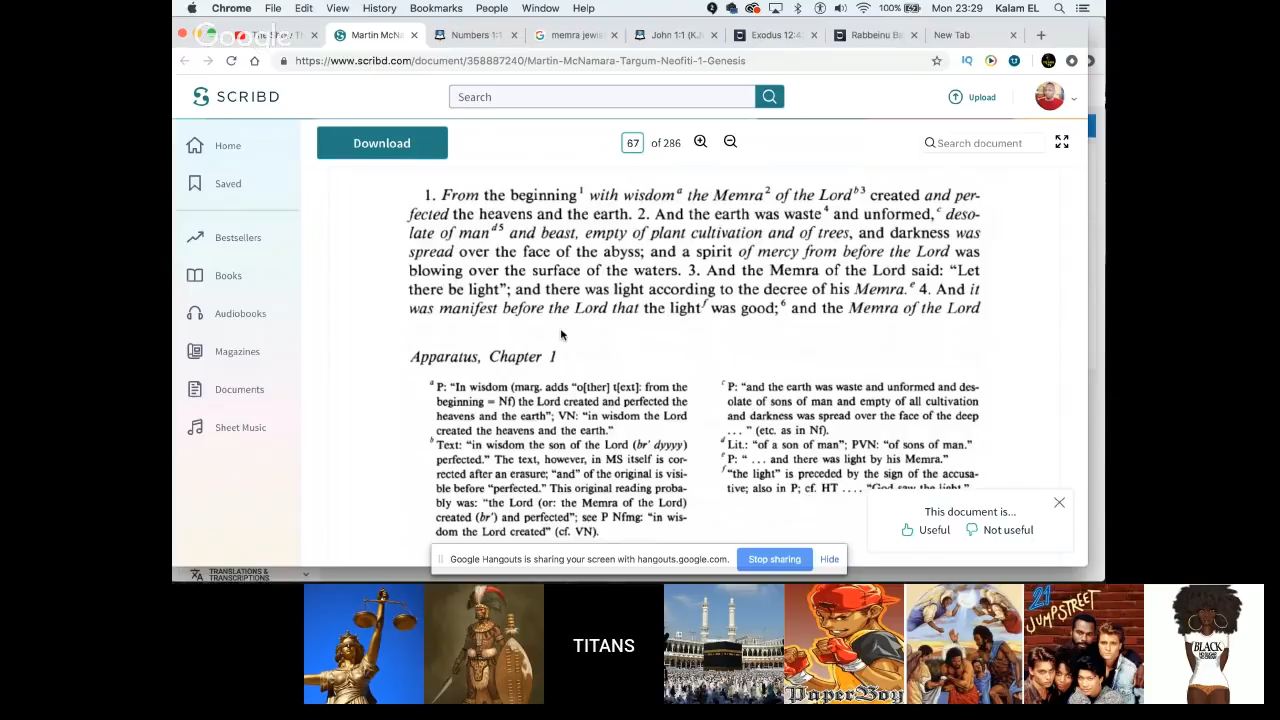 Chrome File Edit View History Bookmarks People Window Help 100% Mon 23:29 Kalam EL
Google
Martin McNa Numbers 1:1 memra jewis John 1:1 (KJV Exodus 12:4 Rabbeinu Ba New Tab
https://www.scribd.com/document/358887240/Martin-McNamara-Targum-Neofiti-1-Genesis
SCRIBD Search Upload
Download 67 of 286 Search document
Home
Saved
Bestsellers
Books
Audiobooks
Magazines
Documents
Sheet Music
TRANSLATIONS &
TRANSCRIPTIONS
1. From the beginning1 with wisdoma the Memra2 of the Lordb3 created and per-
fected the heavens and the earth. 2. And the earth was waste4 and unformed,c deso-
late of mand5 and beast, empty of plant cultivation and of trees, and darkness was
spread over the face of the abyss; and a spirit of mercy from before the Lord was
blowing over the surface of the waters. 3. And the Memra of the Lord said: “Let
there be light”; and there was light according to the decree of his Memra.e 4. And it
was manifest before the Lord that the lightf was good;6 and the Memra of the Lord
Apparatus, Chapter 1
a P: “In wisdom (marg. adds “o[ther] t[ext]: from the
beginning = Nf) the Lord created and perfected the
heavens and the earth”; VN: “in wisdom the Lord
created the heavens and the earth.”
b Text: “in wisdom the son of the Lord (br' dyyyy)
perfected.” The text, however, in MS itself is cor-
rected after an erasure; “and” of the original is visi-
ble before “perfected.” This original reading proba-
bly was: “the Lord (or: the Memra of the Lord)
created (br') and perfected”; see P Nfmg: “in wis-
dom the Lord created” (cf. VN).
c P: “and the earth was waste and unformed and des-
olate of sons of man and empty of all cultivation
and darkness was spread over the face of the deep
. . . ” (etc. as in Nf).
d Lit.: “of a son of man”; PVN: “of sons of man.”
e P: “ . . . and there was light by his Memra.”
f “the light” is preceded by the sign of the accusa-
tive; also in P; cf. HT . . . . “God saw the light.”
This document is...
Useful Not useful
Google Hangouts is sharing your screen with hangouts.google.com. Stop sharing Hide
TITANS
PaperBoy
21
JUMP STREET
BLACK